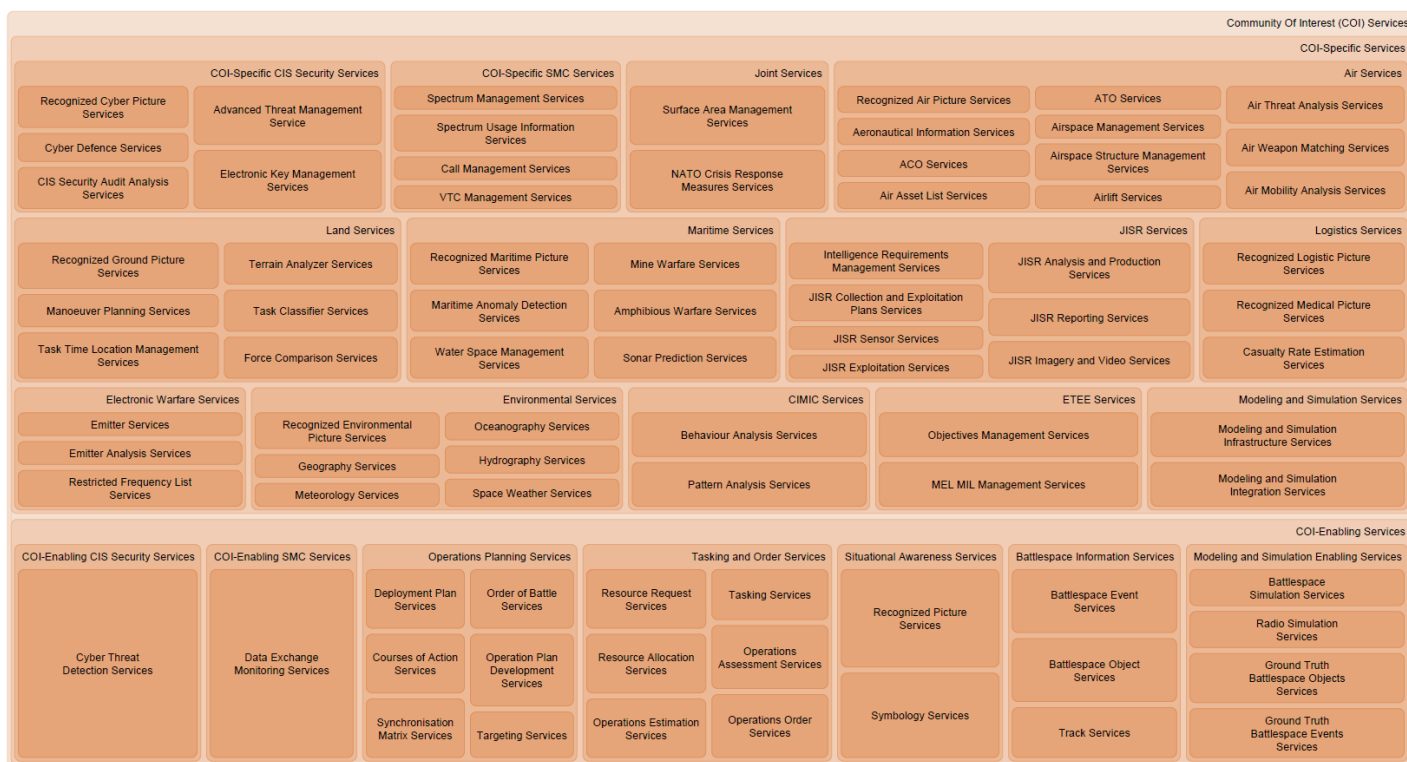 Community Of Interest (COI) Services
COI-Specific Services
COI-Specific CIS Security Services
Recognized Cyber Picture
Services
Cyber Defence Services
CIS Security Audit Analysis
Services
Advanced Threat Management
Service
Electronic Key Management
Services
COI-Specific SMC Services
Spectrum Management Services
Spectrum Usage Information
Services
Call Management Services
VTC Management Services
Joint Services
Surface Area Management
Services
NATO Crisis Response
Measures Services
Air Services
Recognized Air Picture Services
Aeronautical Information Services
ACO Services
Air Asset List Services
ATO Services
Airspace Management Services
Airspace Structure Management
Services
Airlift Services
Air Threat Analysis Services
Air Weapon Matching Services
Air Mobility Analysis Services
Land Services
Recognized Ground Picture
Services
Manoeuver Planning Services
Task Time Location Management
Services
Terrain Analyzer Services
Task Classifier Services
Force Comparison Services
Maritime Services
Recognized Maritime Picture
Services
Maritime Anomaly Detection
Services
Water Space Management
Services
Mine Warfare Services
Amphibious Warfare Services
Sonar Prediction Services
JISR Services
Intelligence Requirements
Management Services
JISR Collection and Exploitation
Plans Services
JISR Sensor Services
JISR Exploitation Services
JISR Analysis and Production
Services
JISR Reporting Services
JISR Imagery and Video Services
Logistics Services
Recognized Logistic Picture
Services
Recognized Medical Picture
Services
Casualty Rate Estimation
Services
Electronic Warfare Services
Emitter Services
Emitter Analysis Services
Restricted Frequency List
Services
Environmental Services
Recognized Environmental
Picture Services
Geography Services
Meteorology Services
Oceanography Services
Hydrography Services
Space Weather Services
CIMIC Services
Behaviour Analysis Services
Pattern Analysis Services
ETEE Services
Objectives Management Services
MEL MIL Management Services
Modeling and Simulation Services
Modeling and Simulation
Infrastructure Services
Modeling and Simulation
Integration Services
COI-Enabling Services
COI-Enabling CIS Security Services
Cyber Threat
Detection Services
COI-Enabling SMC Services
Data Exchange
Monitoring Services
Operations Planning Services
Deployment Plan
Services
Courses of Action
Services
Synchronisation
Matrix Services
Order of Battle
Services
Operation Plan
Development
Services
Targeting Services
Tasking and Order Services
Resource Request
Services
Resource Allocation
Services
Operations Estimation
Services
Tasking Services
Operations
Assessment Services
Operations Order
Services
Situational Awareness Services
Recognized Picture
Services
Symbology Services
Battlespace Information Services
Battlespace Event
Services
Battlespace Object
Services
Track Services
Modeling and Simulation Enabling Services
Battlespace
Simulation Services
Radio Simulation
Services
Ground Truth
Battlespace Objects
Services
Ground Truth
Battlespace Events
Services